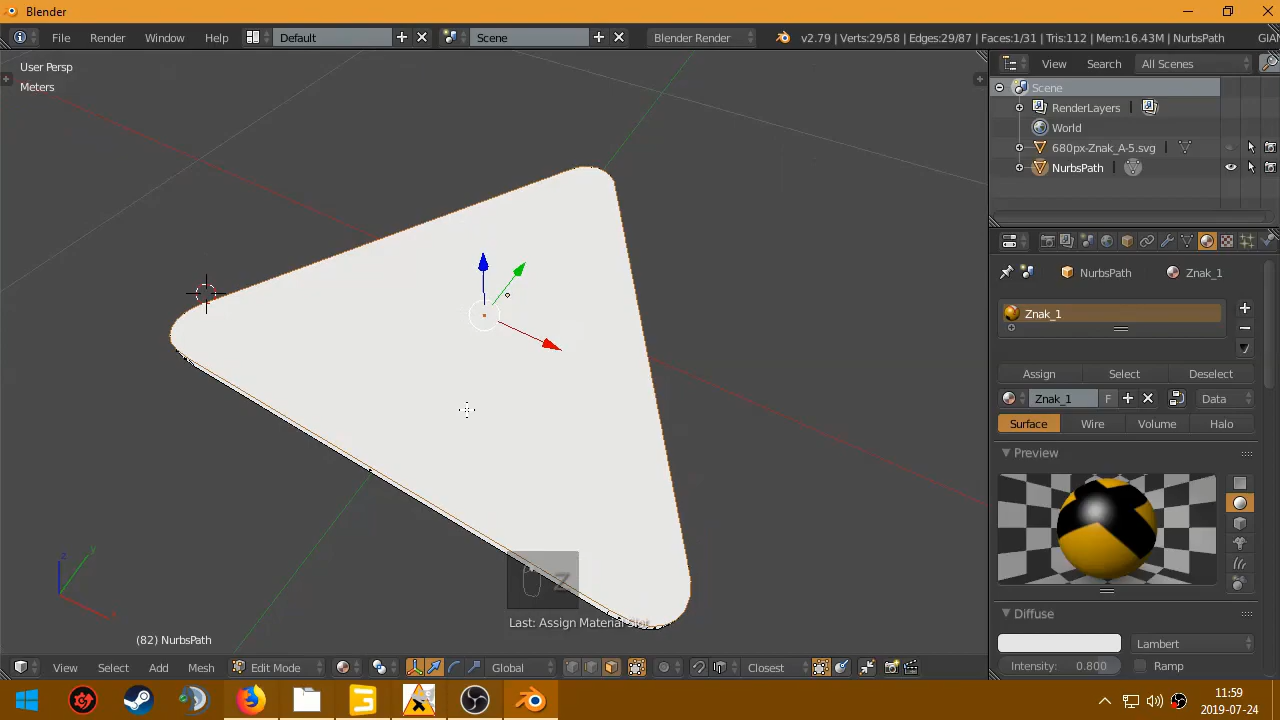 Blender
File Render Window Help Default Scene Blender Render v2.79 | Verts:29/58 | Edges:29/87 | Faces:1/31 | Tris:112 | Mem:16.43M | NurbsPath
User Persp
Meters
View Search All Scenes
Scene
RenderLayers
World
680px-Znak_A-5.svg
NurbsPath
NurbsPath Znak_1
Znak_1
Assign Select Deselect
Znak_1 F Data
Surface Wire Volume Halo
Preview
Diffuse
Lambert
Intensity: 0.800 Ramp
Z
Last: Assign Material Slot
z y x
(82) NurbsPath
View Select Add Mesh Edit Mode Global Closest
11:59
2019-07-24